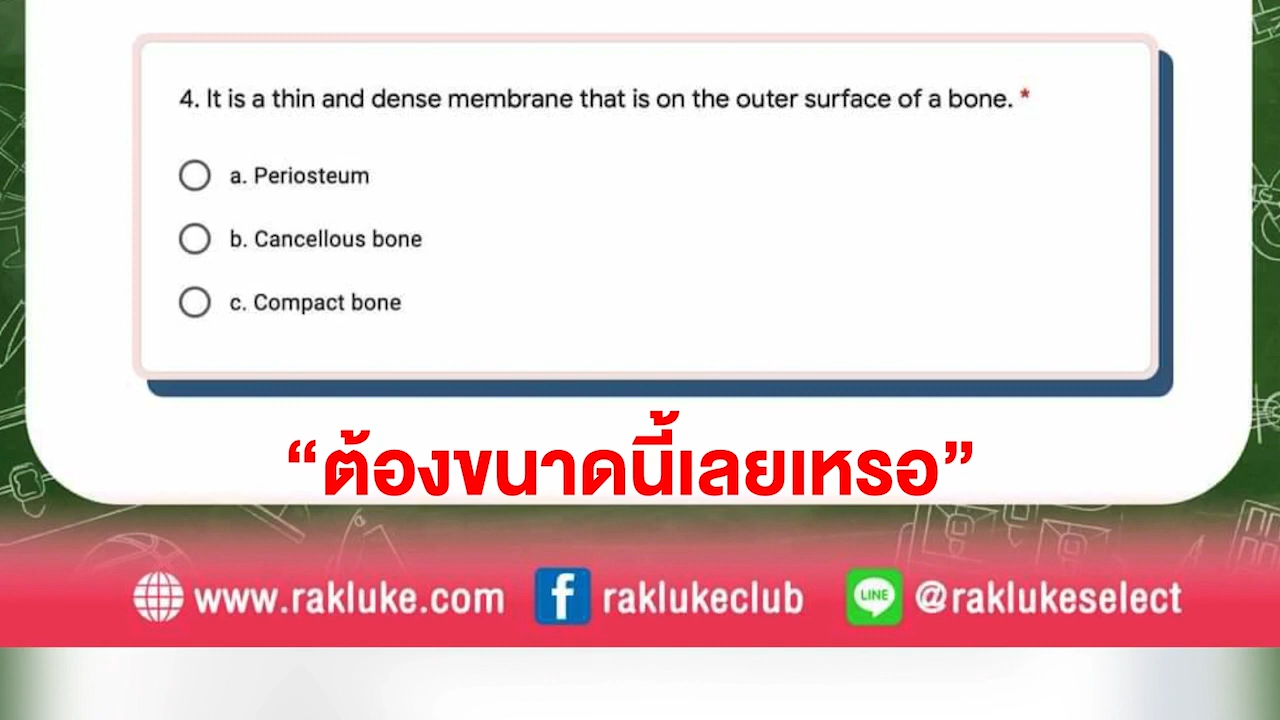 4. It is a thin and dense membrane that is on the outer surface of a bone. *
a. Periosteum
b. Cancellous bone
c. Compact bone
“ต้องขนาดนี้เลยเหรอ”
www.rakluke.com f raklukeclub LINE @raklukeselect